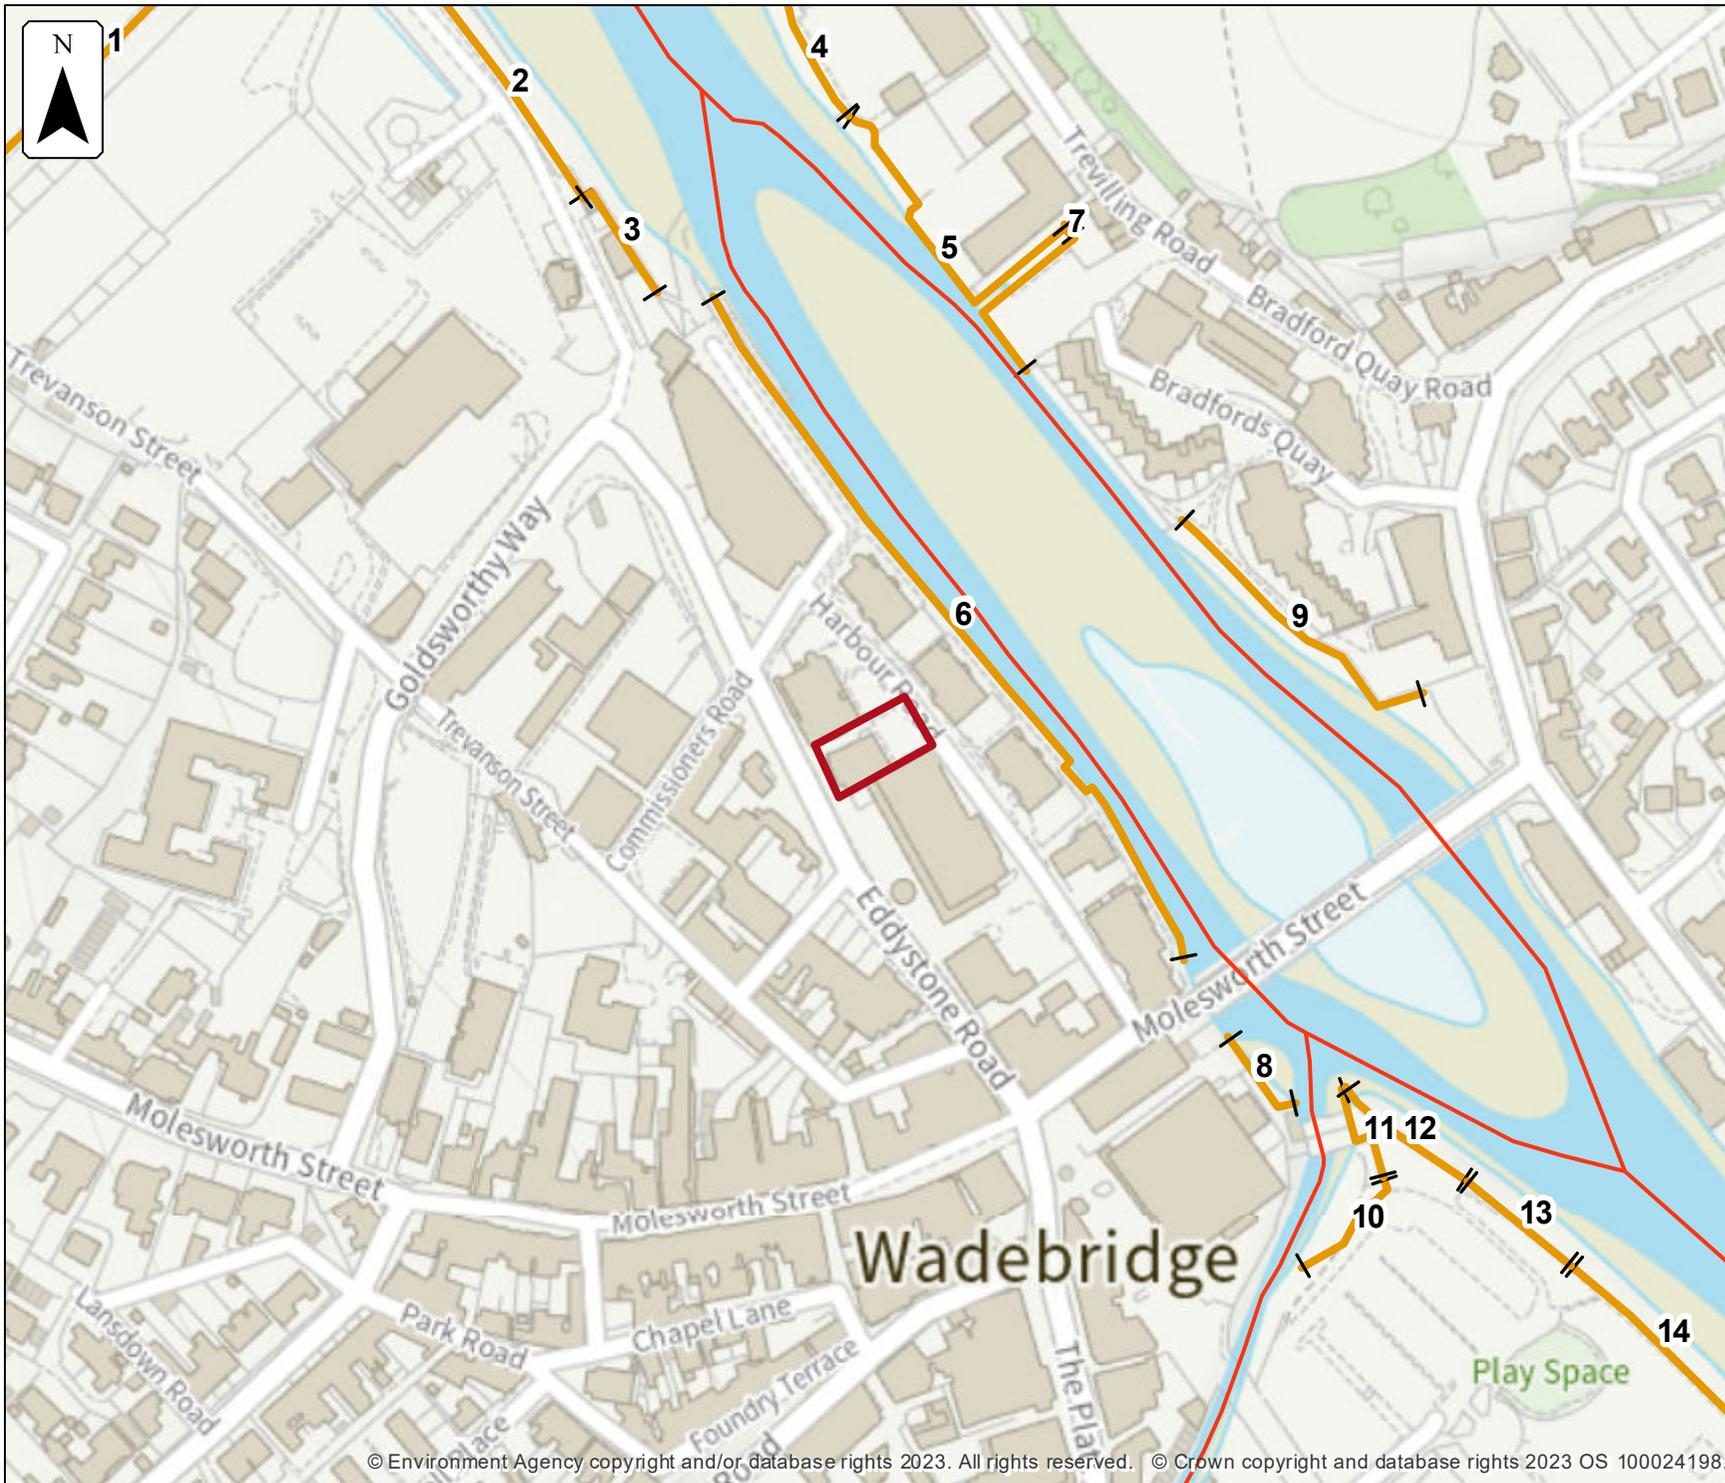 N
1
2
3
4
5
7
Trevilling Road
Bradford Quay Road
Bradfords Quay
Trevanson Street
Goldsworthy Way
6
9
Harbour
Commissioners Road
Trevanson Street
Eddystone Road
Molesworth Street
8
11 12
10
13
14
Molesworth Street
Molesworth Street
Wadebridge
Lansdown Road
Park Road
Chapel Lane
Foundry Terrace
The Platt
Place
Road
Play Space
© Environment Agency copyright and/or database rights 2023. All rights reserved. © Crown copyright and database rights 2023 OS 100024198